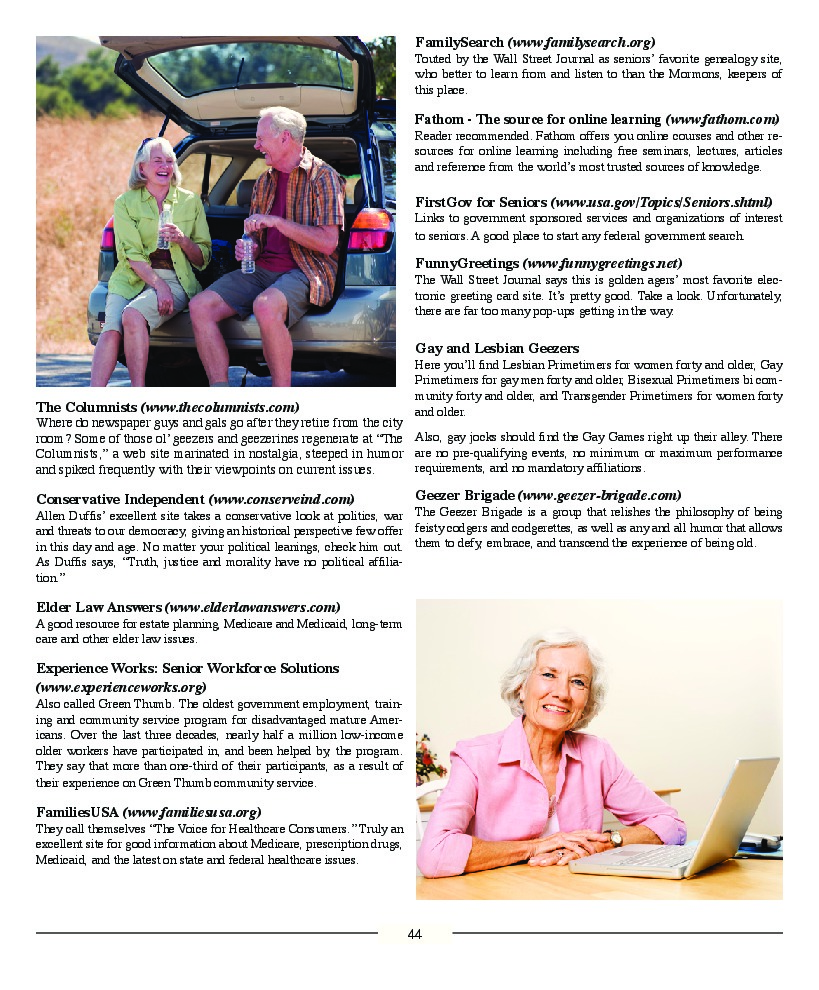 The Columnists (www.thecolumnists.com)
Where do newspaper guys and gals go after they retire from the city
room? Some of those ol' geezers and geezerines regenerate at "The
Columnists," a web site marinated in nostalgia, steeped in humor
and spiked frequently with their viewpoints on current issues.
Conservative Independent (www.conserveind.com)
Allen Duffis' excellent site takes a conservative look at politics, war
and threats to our democracy, giving an historical perspective few offer
in this day and age. No matter your political leanings, check him out.
As Duffis says, "Truth, justice and morality have no political affilia-
tion."
Elder Law Answers (www.elderlawanswers.com)
A good resource for estate planning, Medicare and Medicaid, long-term
care and other elder law issues.
Experience Works: Senior Workforce Solutions
(www.experienceworks.org)
Also called Green Thumb. The oldest government employment, train-
ing and community service program for disadvantaged mature Amer-
icans. Over the last three decades, nearly half a million low-income
older workers have participated in, and been helped by, the program.
They say that more than one-third of their participants, as a result of
their experience on Green Thumb community service.
FamiliesUSA (www.familiesusa.org)
They call themselves "The Voice for Healthcare Consumers." Truly an
excellent site for good information about Medicare, prescription drugs,
Medicaid, and the latest on state and federal healthcare issues.
FamilySearch (www.familysearch.org)
Touted by the Wall Street Journal as seniors' favorite genealogy site,
who better to learn from and listen to than the Mormons, keepers of
this place.
Fathom - The source for online learning (www.fathom.com)
Reader recommended. Fathom offers you online courses and other re-
sources for online learning including free seminars, lectures, articles
and reference from the world's most trusted sources of knowledge.
FirstGov for Seniors (www.usa.gov/Topics/Seniors.shtml)
Links to government sponsored services and organizations of interest
to seniors. A good place to start any federal government search.
FunnyGreetings (www.funnygreetings.net)
The Wall Street Journal says this is golden agers' most favorite elec-
tronic greeting card site. It's pretty good. Take a look. Unfortunately,
there are far too many pop-ups getting in the way.
Gay and Lesbian Geezers
Here you'll find Lesbian Primetimers for women forty and older, Gay
Primetimers for gay men forty and older, Bisexual Primetimers bi com-
munity forty and older, and Transgender Primetimers for women forty
and older.
Also, gay jocks should find the Gay Games right up their alley. There
are no pre-qualifying events, no minimum or maximum performance
requirements, and no mandatory affiliations.
Geezer Brigade (www.geezer-brigade.com)
The Geezer Brigade is a group that relishes the philosophy of being
feisty codgers and codgerettes, as well as any and all humor that allows
them to defy, embrace, and transcend the experience of being old.
44